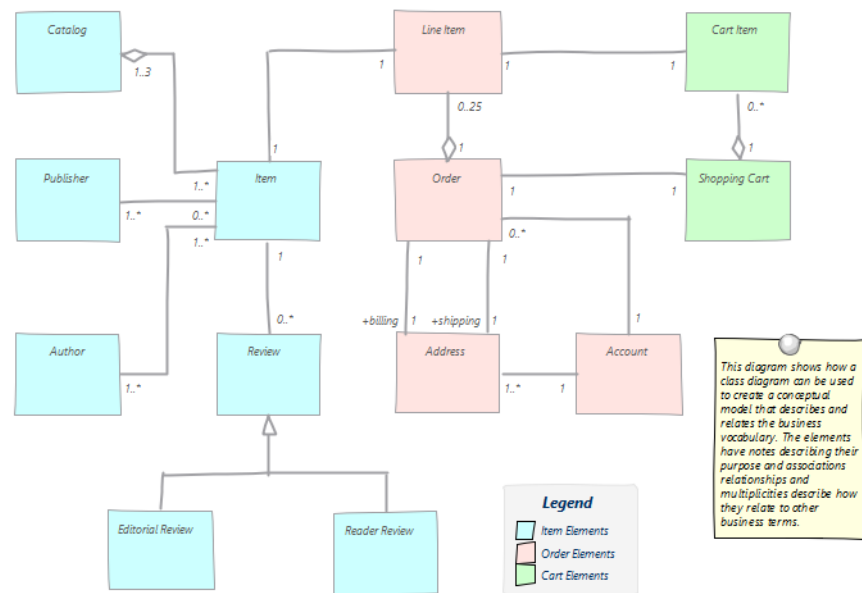 Catalog
Line Item
Cart Item
1..3
1
1
1
0..25
0..*
1
1
1
Publisher
Item
Order
Shopping Cart
1..*
1
1
1..*
0..*
1..*
0..*
1
1
1
0..*
+billing
1
+shipping
1
1
Author
Review
Address
Account
1..*
1..*
1
This diagram shows how a
class diagram can be used
to create a conceptual
model that describes and
relates the business
vocabulary. The elements
have notes describing their
purpose and associations
relationships and
multiplicities describe how
they relate to other
business terms.
Editorial Review
Reader Review
Legend
Item Elements
Order Elements
Cart Elements